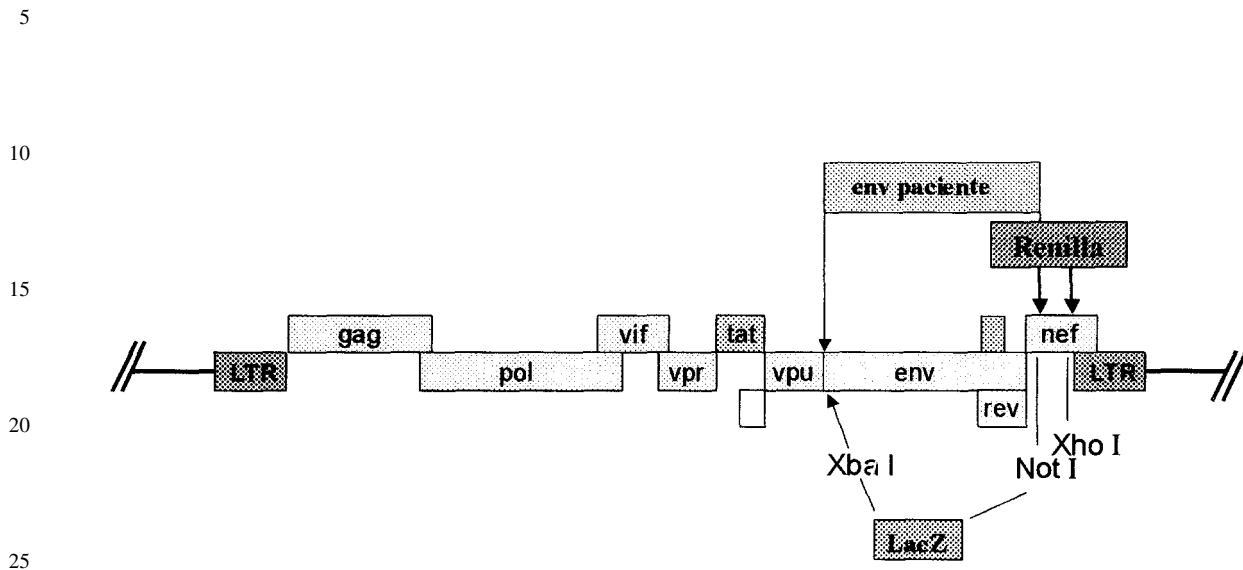 5
10
env paciente
Renilla
15
gag
vif
tat
nef
LTR
pol
vpr
vpu
env
LTR
rev
20
Xba I
Not I
Xho I
LacZ
25